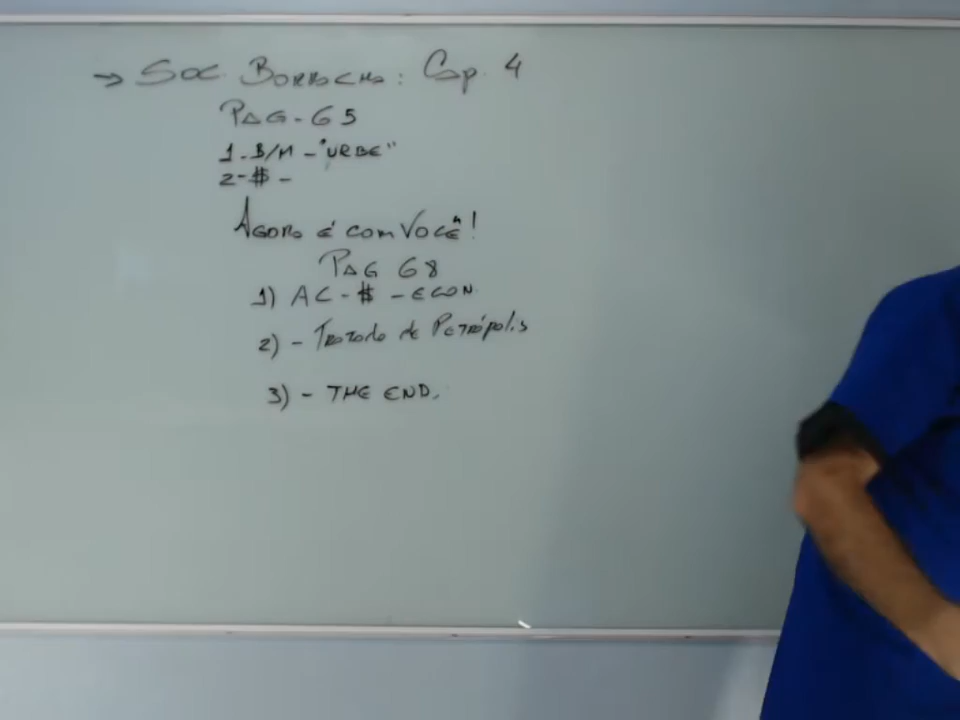 → Soc. Borracha: Cap. 4
PAG-65
1-B/M-"URBE"
2-$-
Agora é com Você"!
PAG 68
1) AC-$-ECON.
2) - Tratado de Petrópolis
3) - THE END.